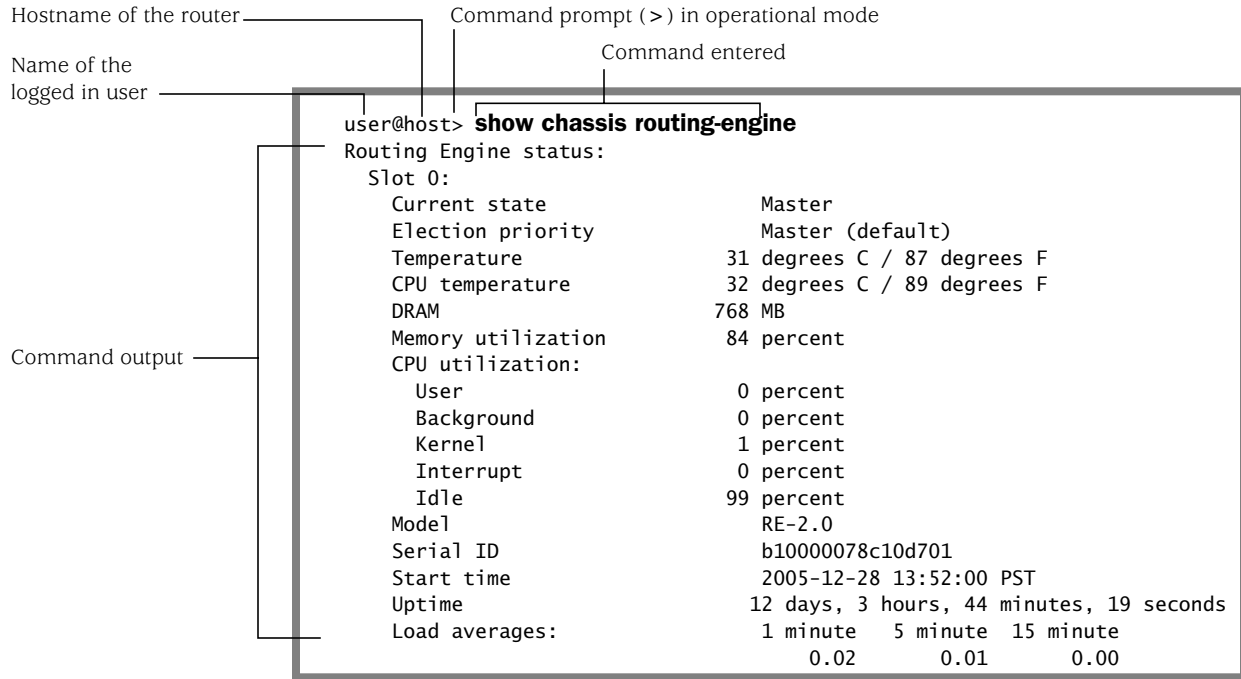 Hostname of the router
Command prompt (>) in operational mode
Command entered
Name of the
logged in user
user@host> show chassis routing-engine
Routing Engine status:
Slot 0:
Current state Master
Election priority Master (default)
Temperature 31 degrees C / 87 degrees F
CPU temperature 32 degrees C / 89 degrees F
DRAM 768 MB
Memory utilization 84 percent
Command output
CPU utilization:
User 0 percent
Background 0 percent
Kernel 1 percent
Interrupt 0 percent
Idle 99 percent
Model RE-2.0
Serial ID b10000078c10d701
Start time 2005-12-28 13:52:00 PST
Uptime 12 days, 3 hours, 44 minutes, 19 seconds
Load averages: 1 minute 5 minute 15 minute
0.02 0.01 0.00